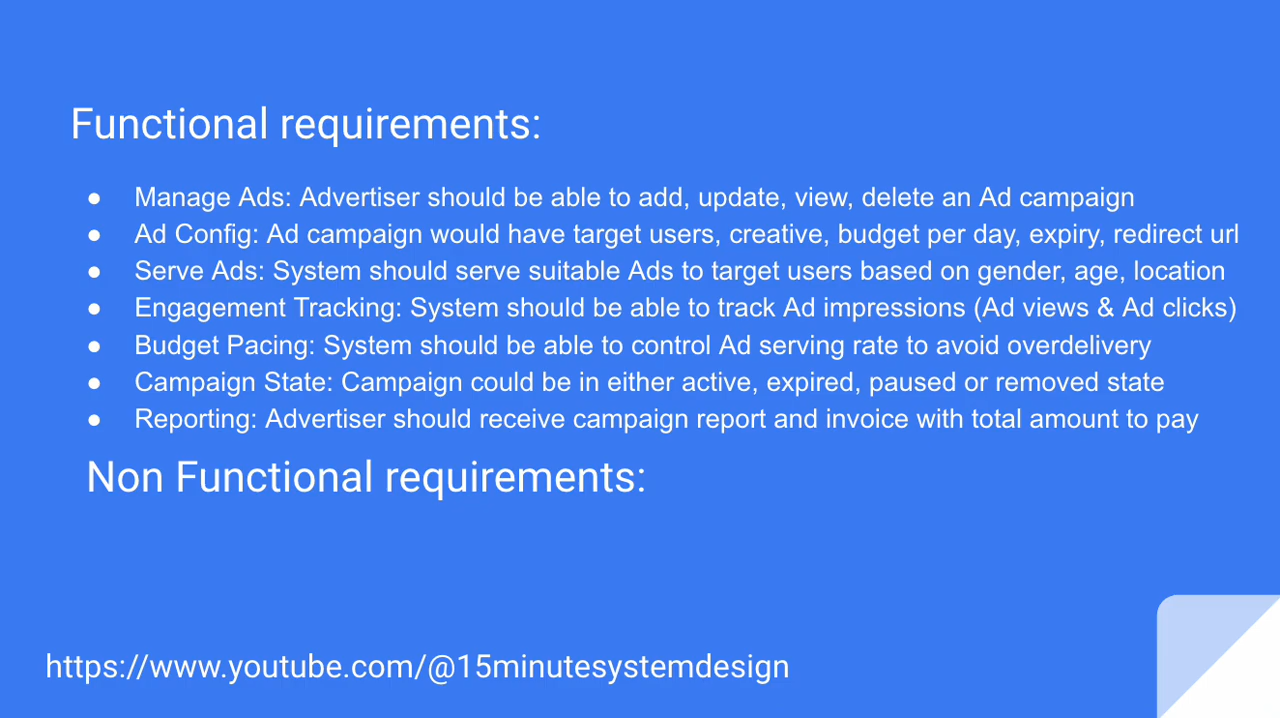 Functional requirements:
● Manage Ads: Advertiser should be able to add, update, view, delete an Ad campaign
● Ad Config: Ad campaign would have target users, creative, budget per day, expiry, redirect url
● Serve Ads: System should serve suitable Ads to target users based on gender, age, location
● Engagement Tracking: System should be able to track Ad impressions (Ad views & Ad clicks)
● Budget Pacing: System should be able to control Ad serving rate to avoid overdelivery
● Campaign State: Campaign could be in either active, expired, paused or removed state
● Reporting: Advertiser should receive campaign report and invoice with total amount to pay
Non Functional requirements:
https://www.youtube.com/@15minutesystemdesign